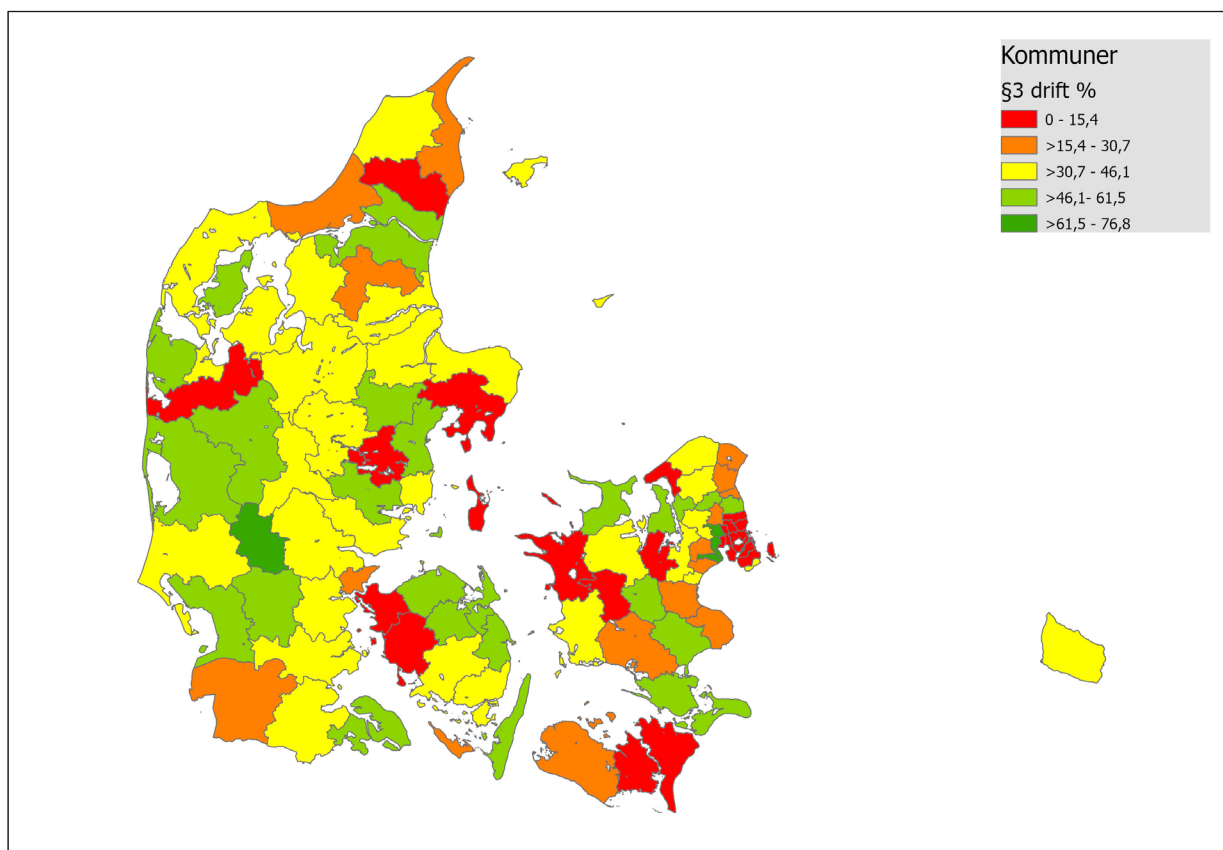 Kommuner
§3 drift %
0 - 15,4
>15,4 - 30,7
>30,7 - 46,1
>46,1- 61,5
>61,5 - 76,8